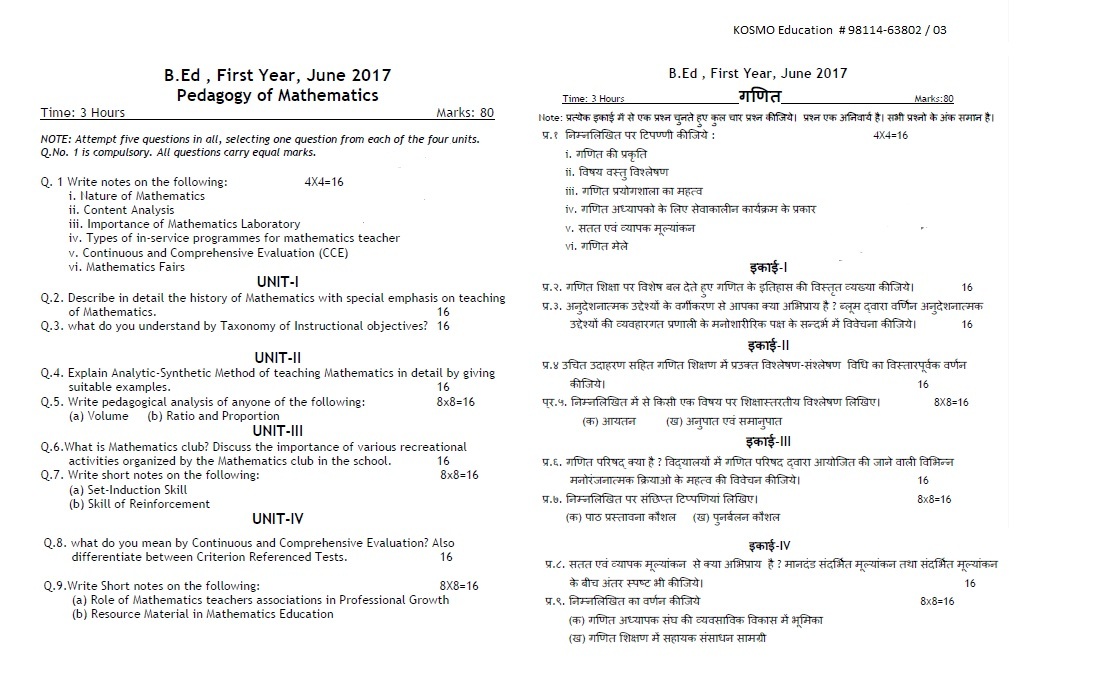 KOSMO Education # 98114-63802 / 03
B.Ed , First Year, June 2017
Pedagogy of Mathematics
Time: 3 Hours Marks: 80
NOTE: Attempt five questions in all, selecting one question from each of the four units.
Q.No. 1 is compulsory. All questions carry equal marks.
Q. 1 Write notes on the following: 4X4=16
i. Nature of Mathematics
ii. Content Analysis
iii. Importance of Mathematics Laboratory
iv. Types of in-service programmes for mathematics teacher
v. Continuous and Comprehensive Evaluation (CCE)
vi. Mathematics Fairs
UNIT-I
Q.2. Describe in detail the history of Mathematics with special emphasis on teaching
of Mathematics. 16
Q.3. what do you understand by Taxonomy of Instructional objectives? 16
UNIT-II
Q.4. Explain Analytic-Synthetic Method of teaching Mathematics in detail by giving
suitable examples. 16
Q.5. Write pedagogical analysis of anyone of the following: 8x8=16
(a) Volume (b) Ratio and Proportion
UNIT-III
Q.6.What is Mathematics club? Discuss the importance of various recreational
activities organized by the Mathematics club in the school. 16
Q.7. Write short notes on the following: 8x8=16
(a) Set-Induction Skill
(b) Skill of Reinforcement
UNIT-IV
Q.8. what do you mean by Continuous and Comprehensive Evaluation? Also
differentiate between Criterion Referenced Tests. 16
Q.9.Write Short notes on the following: 8X8=16
(a) Role of Mathematics teachers associations in Professional Growth
(b) Resource Material in Mathematics Education
B.Ed , First Year, June 2017
गणित
Time: 3 Hours Marks:80
Note: प्रत्येक इकाई में से एक प्रश्न चुनते हुए कुल चार प्रश्न कीजिये। प्रश्न एक अनिवार्य है। सभी प्रश्नो के अंक समान है।
प्र.१ निम्नलिखित पर टिपण्णी कीजिये : 4X4=16
i. गणित की प्रकृति
ii. विषय वस्तु विश्लेषण
iii. गणित प्रयोगशाला का महत्व
iv. गणित अध्यापको के लिए सेवाकालीन कार्यक्रम के प्रकार
v. सतत एवं व्यापक मूल्यांकन
vi. गणित मेले
इकाई-I
प्र.२. गणित शिक्षा पर विशेष बल देते हुए गणित के इतिहास की विस्तृत व्यख्या कीजिये। 16
प्र.३. अनुदेशनात्मक उद्देश्यों के वर्गीकरण से आपका क्या अभिप्राय है ? ब्लूम द्वारा वर्णिन अनुदेशनात्मक
उद्देश्यों की व्यवहारगत प्रणाली के मनोशारीरिक पक्ष के सन्दर्भ में विवेचना कीजिये। 16
इकाई-II
प्र.४ उचित उदाहरण सहित गणित शिक्षण में प्रउक्त विश्लेषण-संश्लेषण विधि का विस्तारपूर्वक वर्णन
कीजिये। 16
पर.५. निम्नलिखित में से किसी एक विषय पर शिक्षास्तरतीय विश्लेषण लिखिए। 8X8=16
(क) आयतन (ख) अनुपात एवं समानुपात
इकाई-III
प्र.६. गणित परिषद् क्या है ? विद्यालयों में गणित परिषद द्वारा आयोजित की जाने वाली विभिन्न
मनोरंजनात्मक क्रियाओ के महत्व की विवेचन कीजिये। 16
प्र.७. निम्नलिखित पर संछिप्त टिप्पणियां लिखिए। 8x8=16
(क) पाठ प्रस्तावना कौशल (ख) पुनर्बलन कौशल
इकाई-IV
प्र.८. सतत एवं व्यापक मूल्यांकन से क्या अभिप्राय है ? मानदंड संदर्भित मूल्यांकन तथा संदर्भित मूल्यांकन
के बीच अंतर स्पष्ट भी कीजिये। 16
प्र.९. निम्नलिखित का वर्णन कीजिये 8x8=16
(क) गणित अध्यापक संघ की व्यवसाविक विकास में भूमिका
(ख) गणित शिक्षण में सहायक संसाधन सामग्री